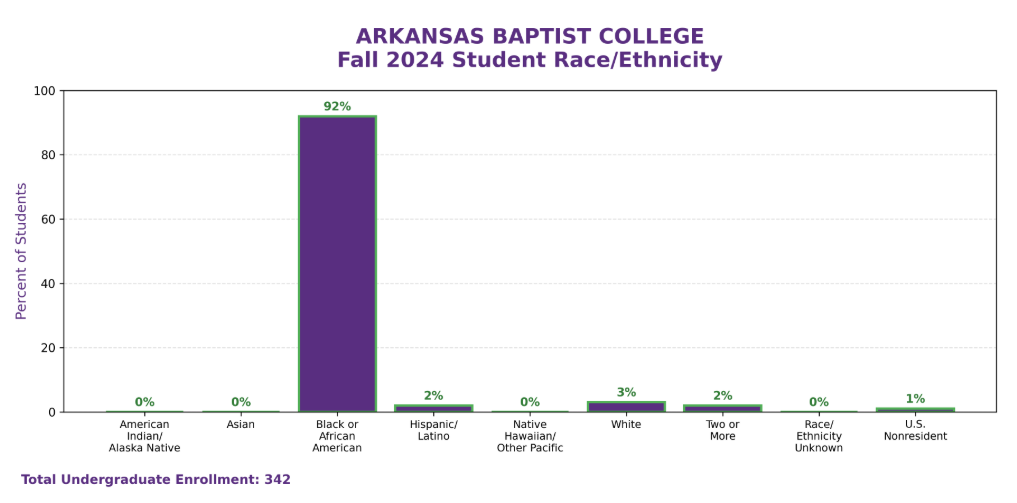 ARKANSAS BAPTIST COLLEGE
Fall 2024 Student Race/Ethnicity
Percent of Students
100
80
60
40
20
0
0%
0%
92%
2%
0%
3%
2%
0%
1%
American
Indian/
Alaska Native
Asian
Black or
African
American
Hispanic/
Latino
Native
Hawaiian/
Other Pacific
White
Two or
More
Race/
Ethnicity
Unknown
U.S.
Nonresident
Total Undergraduate Enrollment: 342